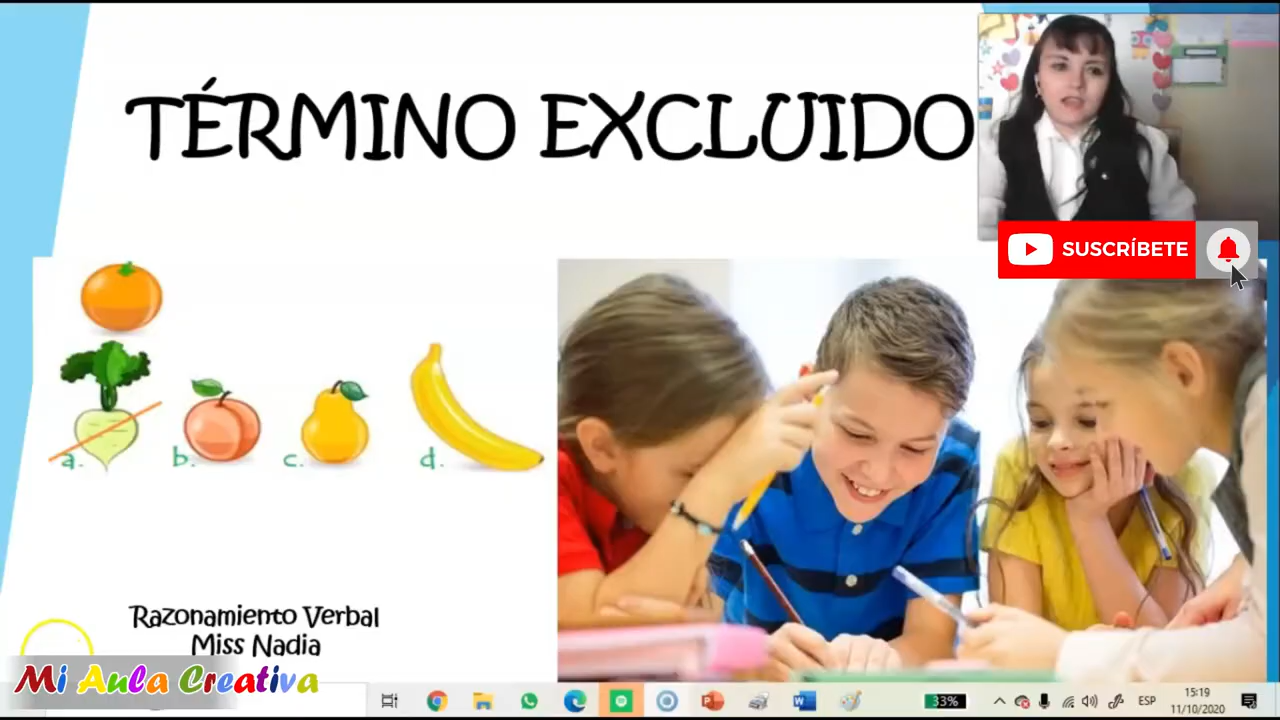 TÉRMINO EXCLUIDO
SUSCRÍBETE
a. b. c. d.
Razonamiento Verbal
Miss Nadia
Mi Aula Creativa
33%
ESP
15:19
11/10/2020